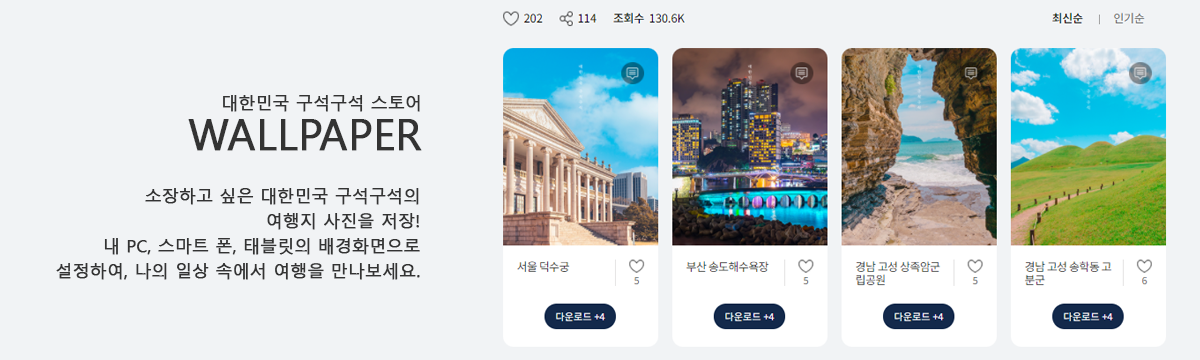 대한민국 구석구석 스토어
WALLPAPER
소장하고 싶은 대한민국 구석구석의
여행지 사진을 저장!
내 PC, 스마트 폰, 태블릿의 배경화면으로
설정하여, 나의 일상 속에서 여행을 만나보세요.
202 114 조회수 130.6K
최신순 | 인기순
서울 덕수궁
5
다운로드 +4
부산 송도해수욕장
5
다운로드 +4
경남 고성 상족암군
립공원
5
다운로드 +4
경남 고성 송학동 고
분군
6
다운로드 +4